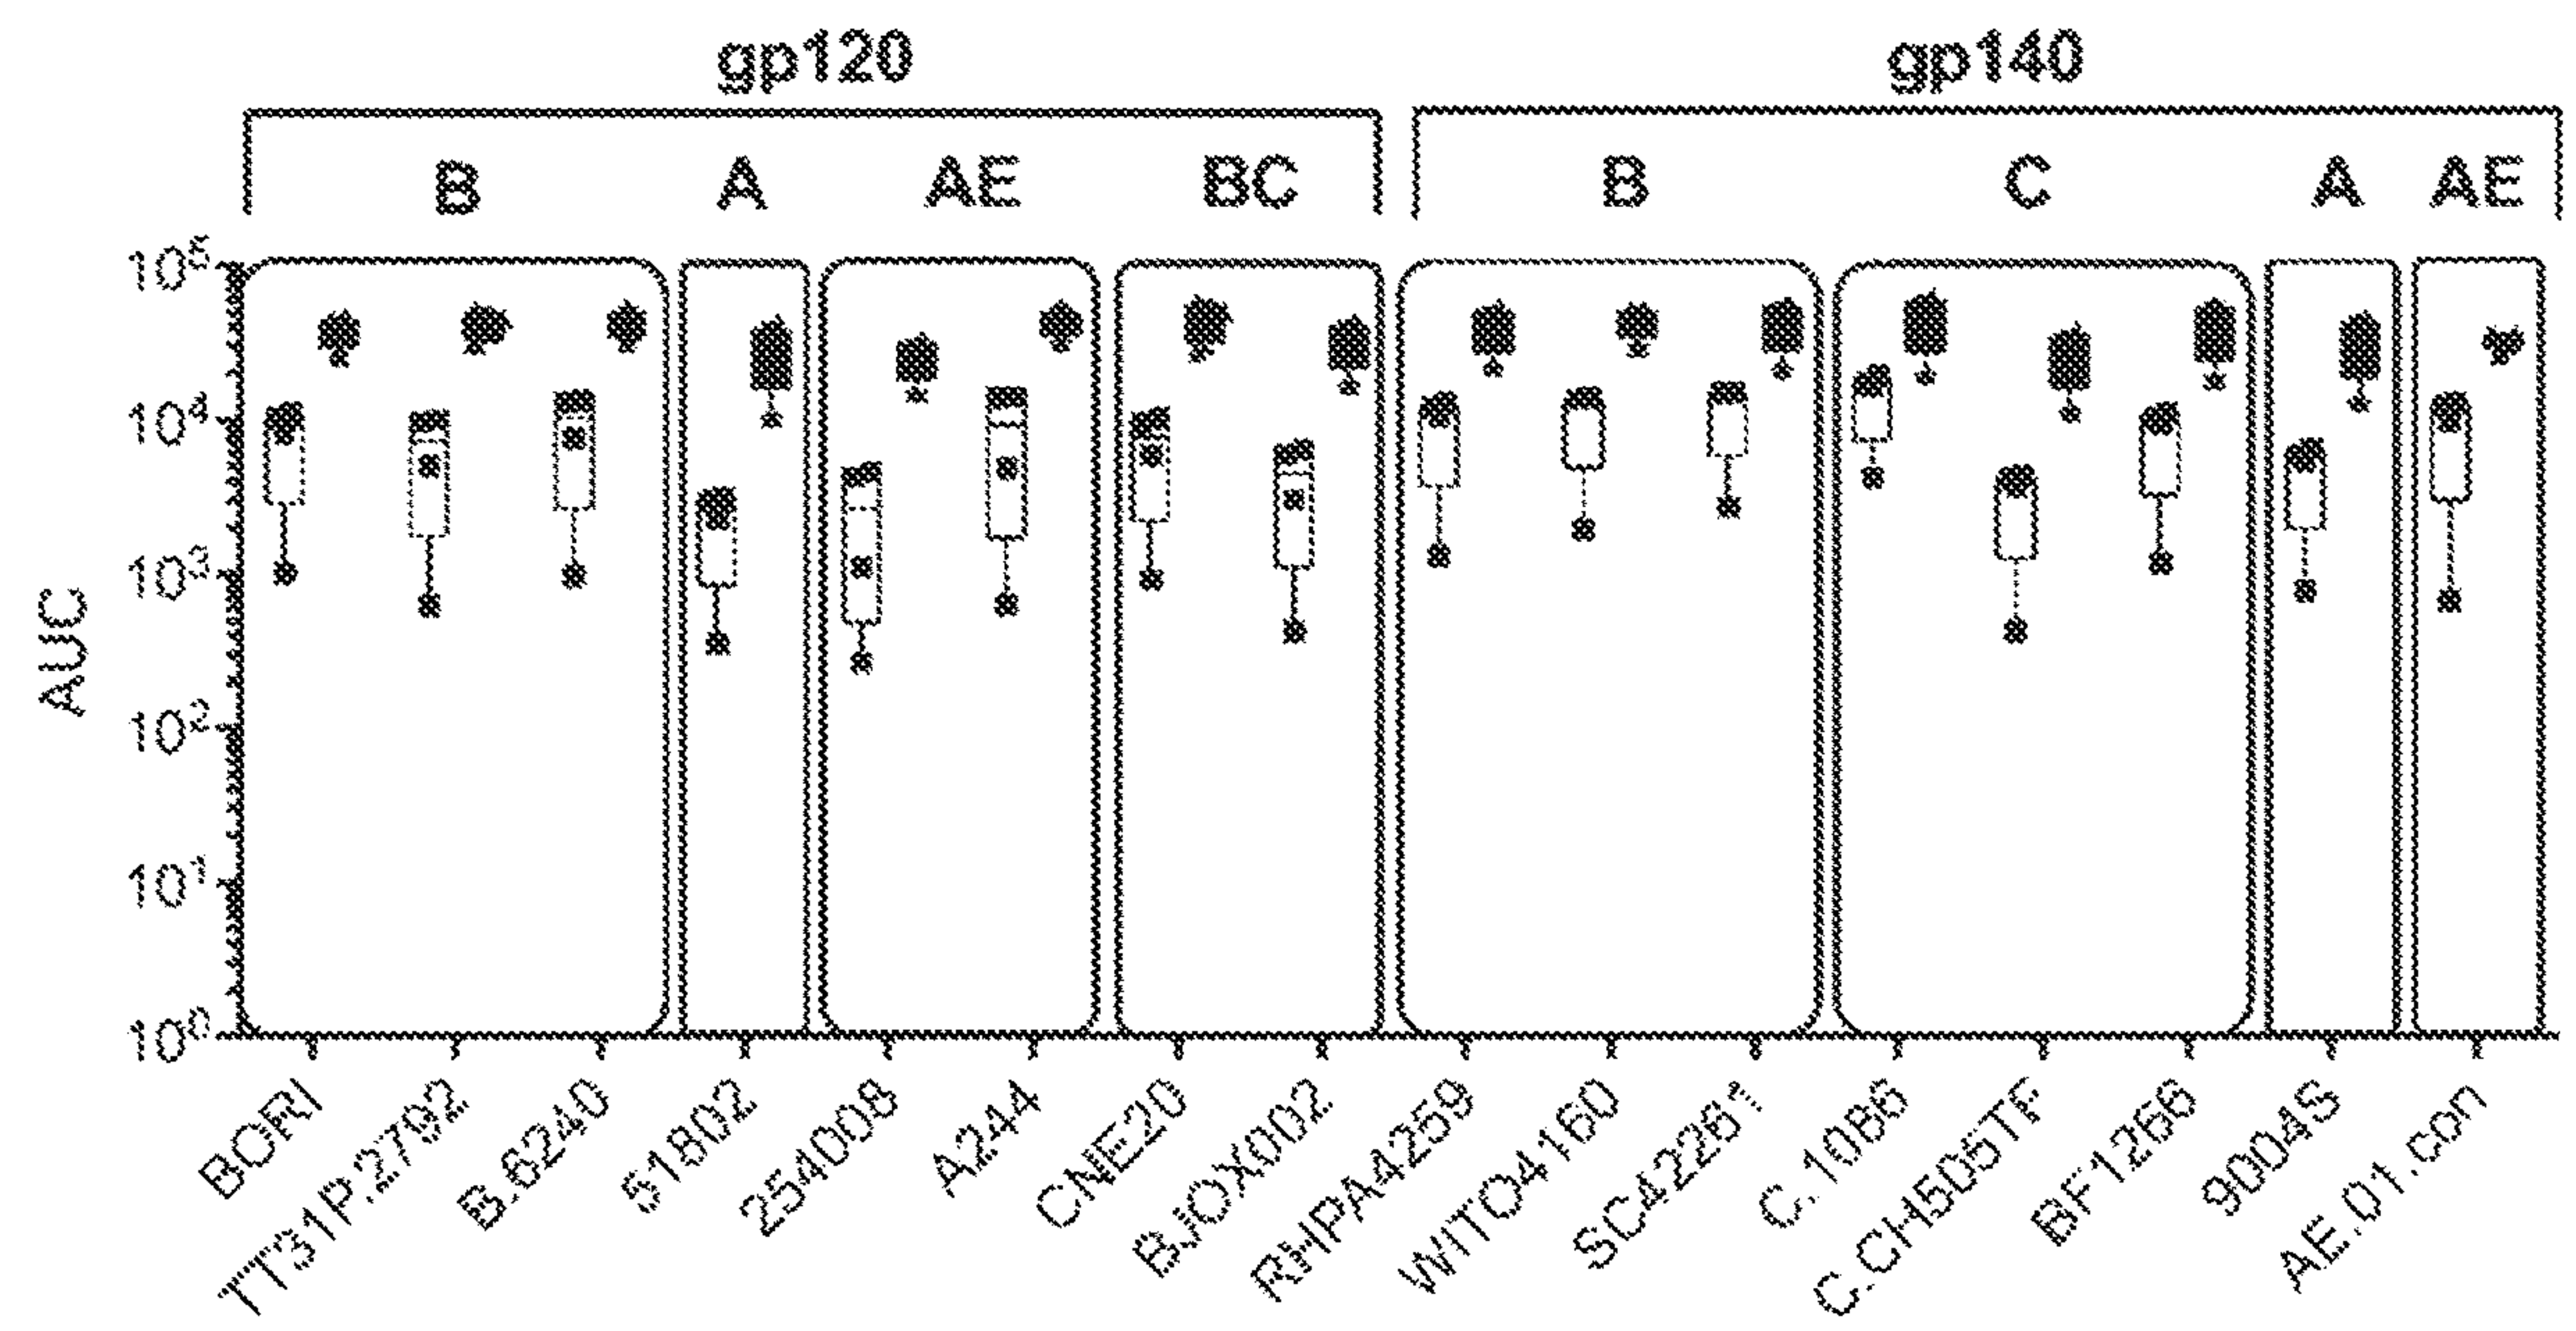 gp120 gp140
B A AE BC B C A AE
10⁵
10⁴
10³
10²
10¹
10⁰
AUC
BORI
TT31P.2792
B.6240
51802
254008
A244
CNE20
BJOX002
RHPA4259
WITO4160
SC42261
C.1086
C.CH505TF
BF1266
9004S
AE.01.con